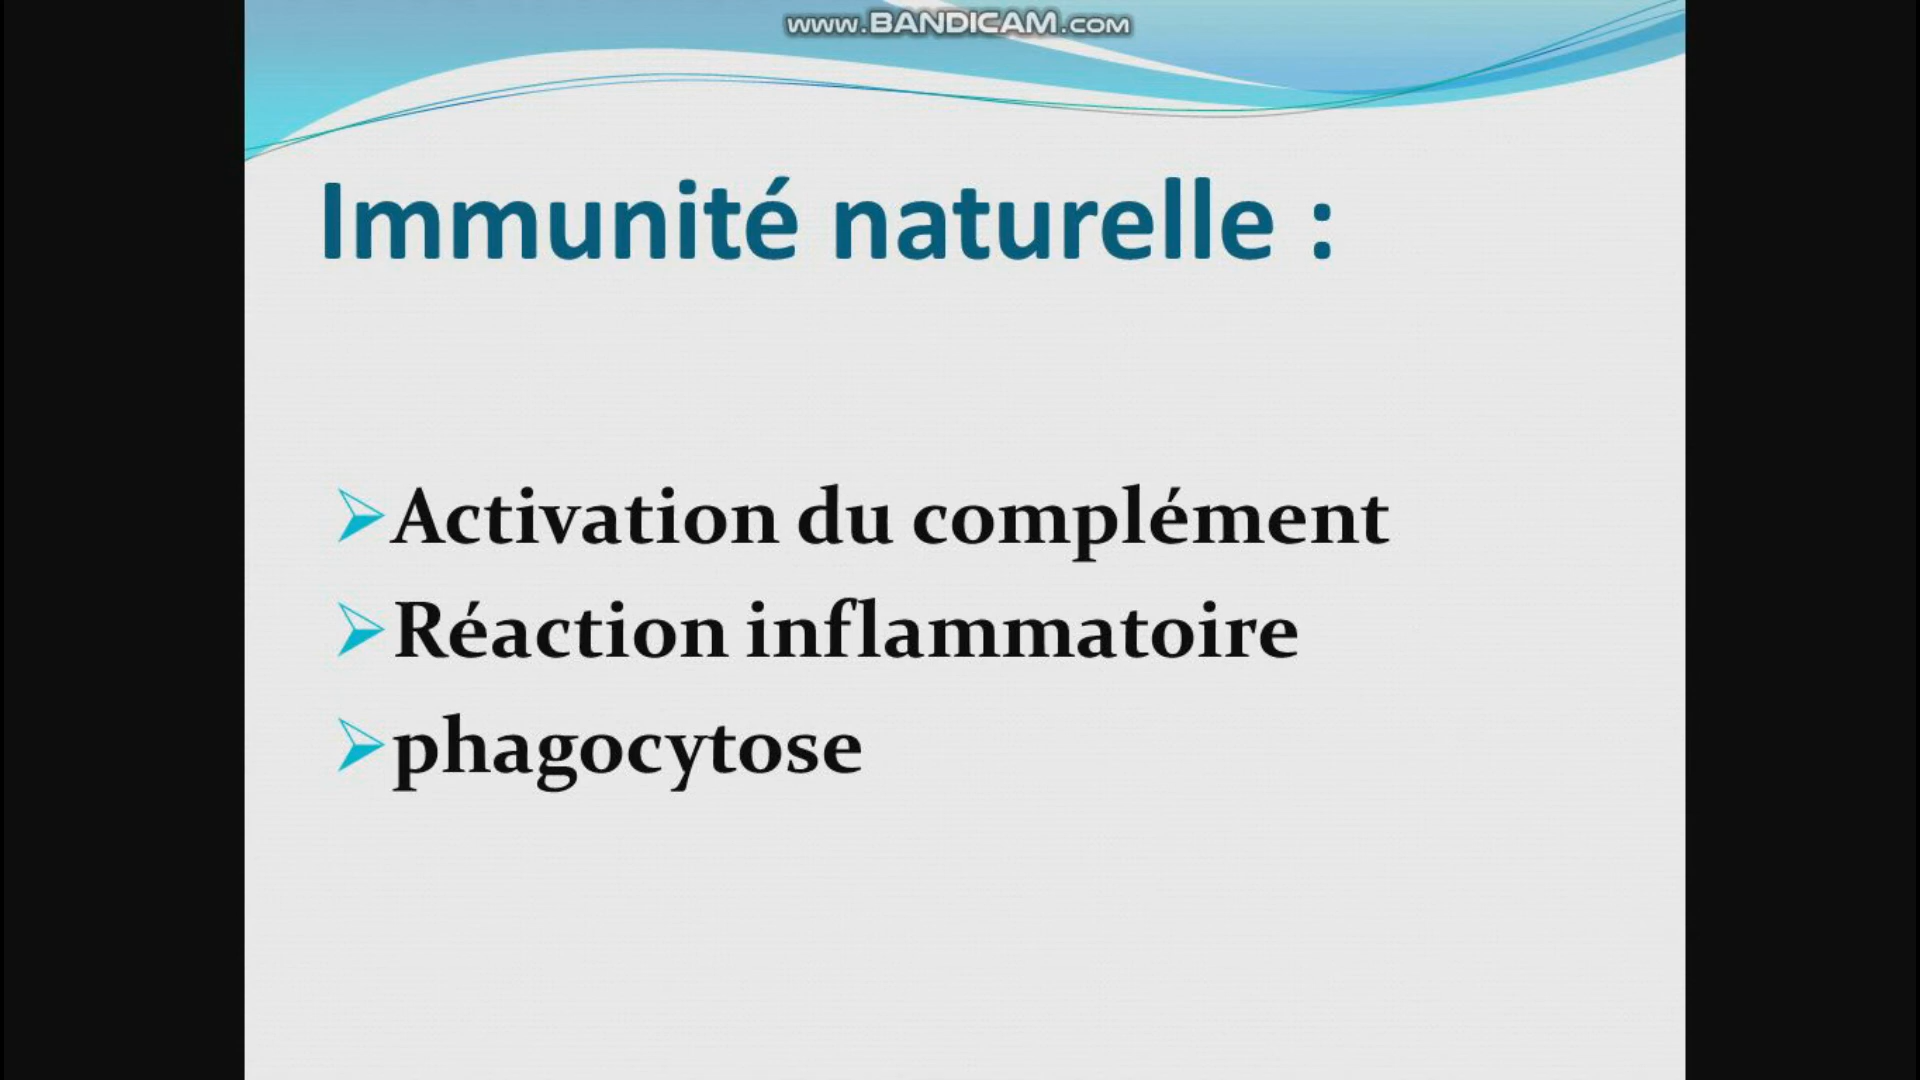 www.BANDICAM.com
Immunité naturelle :
➢Activation du complément
➢Réaction inflammatoire
➢phagocytose